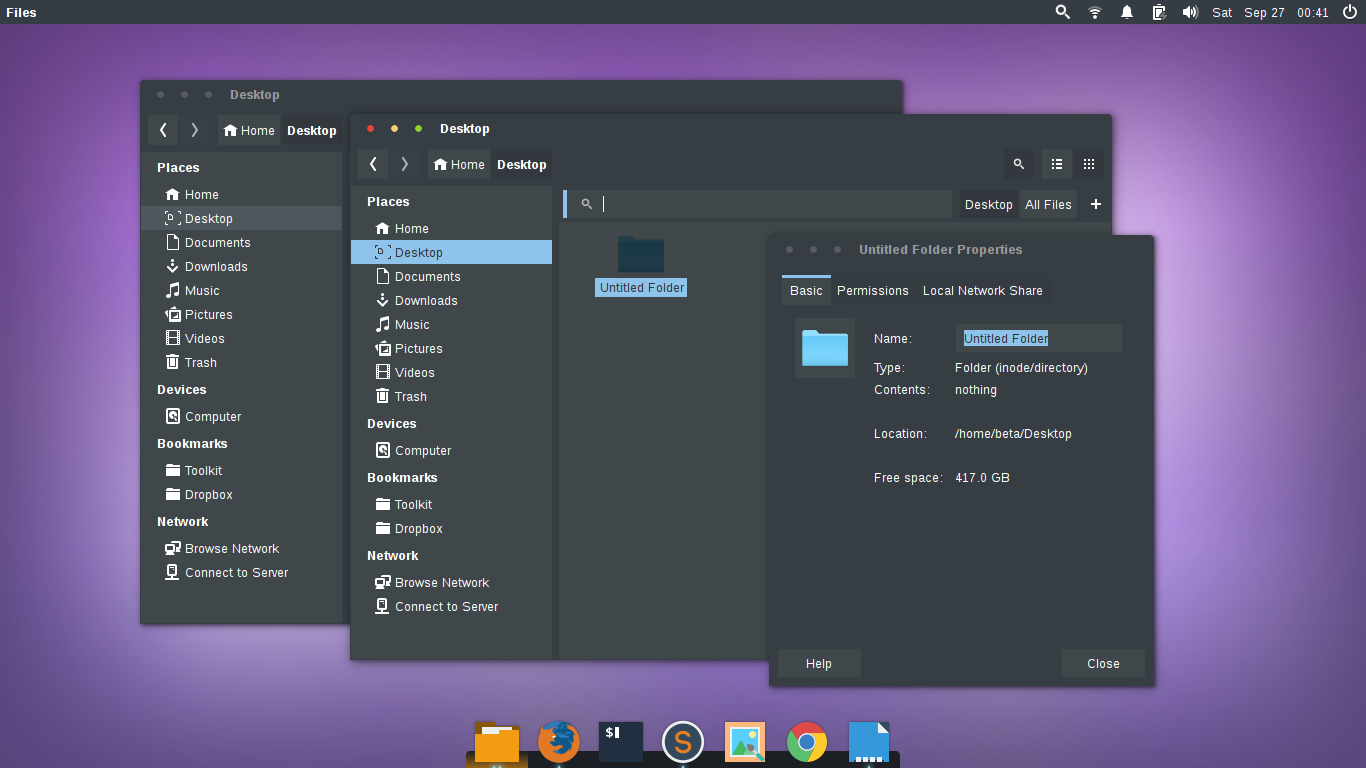 Files
Sat Sep 27 00:41
Desktop
Home Desktop
Places
Home
Desktop
Documents
Downloads
Music
Pictures
Videos
Trash
Devices
Computer
Bookmarks
Toolkit
Dropbox
Network
Browse Network
Connect to Server
Desktop
Home Desktop
Places
Home
Desktop
Documents
Downloads
Music
Pictures
Videos
Trash
Devices
Computer
Bookmarks
Toolkit
Dropbox
Network
Browse Network
Connect to Server
Desktop All Files +
Untitled Folder
Untitled Folder Properties
Basic Permissions Local Network Share
Name: Untitled Folder
Type: Folder (inode/directory)
Contents: nothing
Location: /home/beta/Desktop
Free space: 417.0 GB
Help Close
$
S